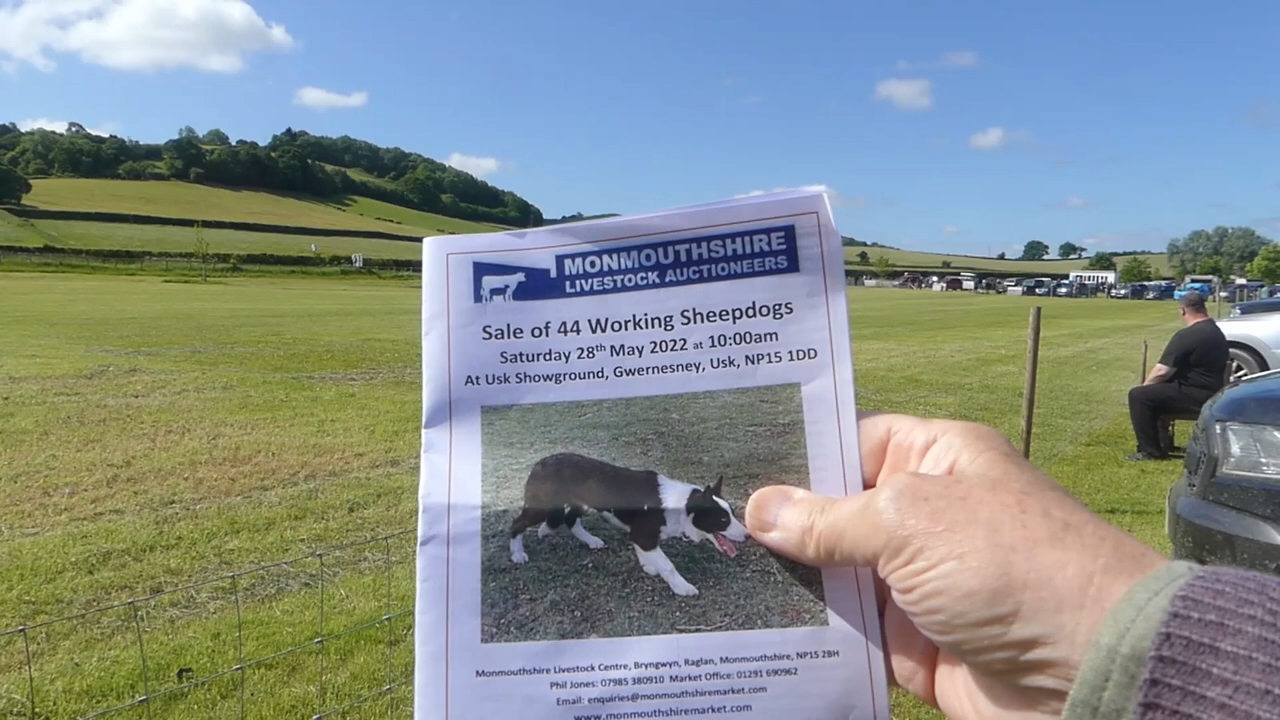 MONMOUTHSHIRE
LIVESTOCK AUCTIONEERS
Sale of 44 Working Sheepdogs
Saturday 28th May 2022 at 10:00am
At Usk Showground, Gwernesney, Usk, NP15 1DD
Monmouthshire Livestock Centre, Bryngwyn, Raglan, Monmouthshire, NP15 2BH
Phil Jones: 07985 380910 Market Office: 01291 690962
Email: enquiries@monmouthshiremarket.com
www.monmouthshiremarket.com